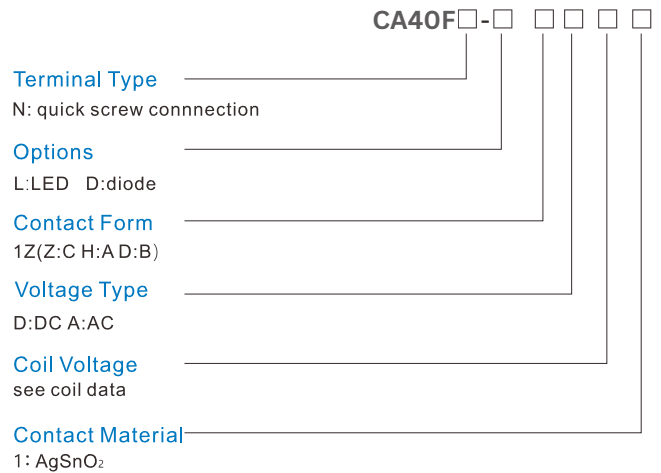 CA40F□-□ □□□□
Terminal Type
N: quick screw connnection
Options
L:LED D:diode
Contact Form
1Z(Z:C H:A D:B)
Voltage Type
D:DC A:AC
Coil Voltage
see coil data
Contact Material
1: AgSnO₂